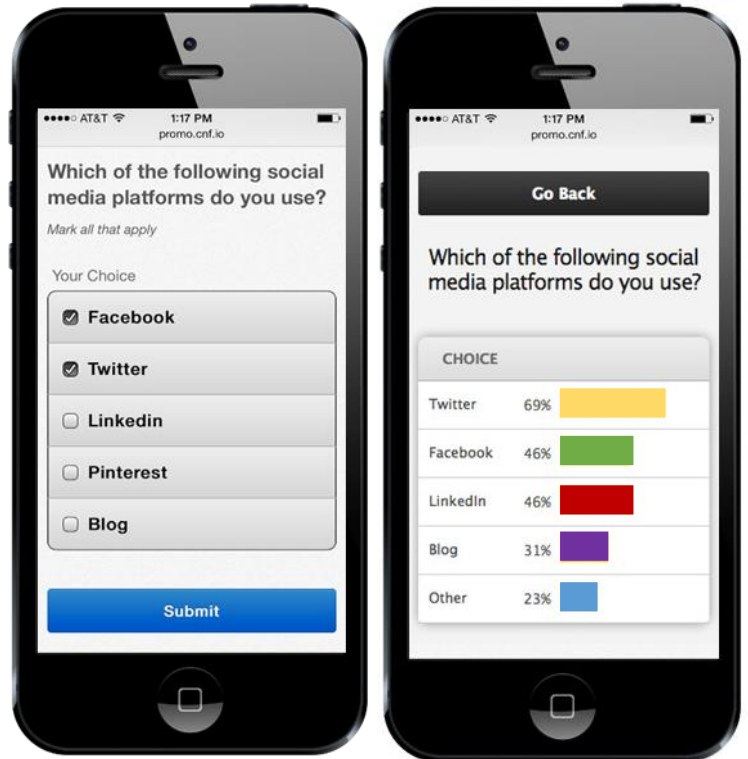 ●●●●○ AT&T 1:17 PM
promo.cnf.io
Which of the following social
media platforms do you use?
Mark all that apply
Your Choice
Facebook
Twitter
Linkedin
Pinterest
Blog
Submit
●●●●○ AT&T 1:17 PM
promo.cnf.io
Go Back
Which of the following social
media platforms do you use?
CHOICE
Twitter 69%
Facebook 46%
LinkedIn 46%
Blog 31%
Other 23%